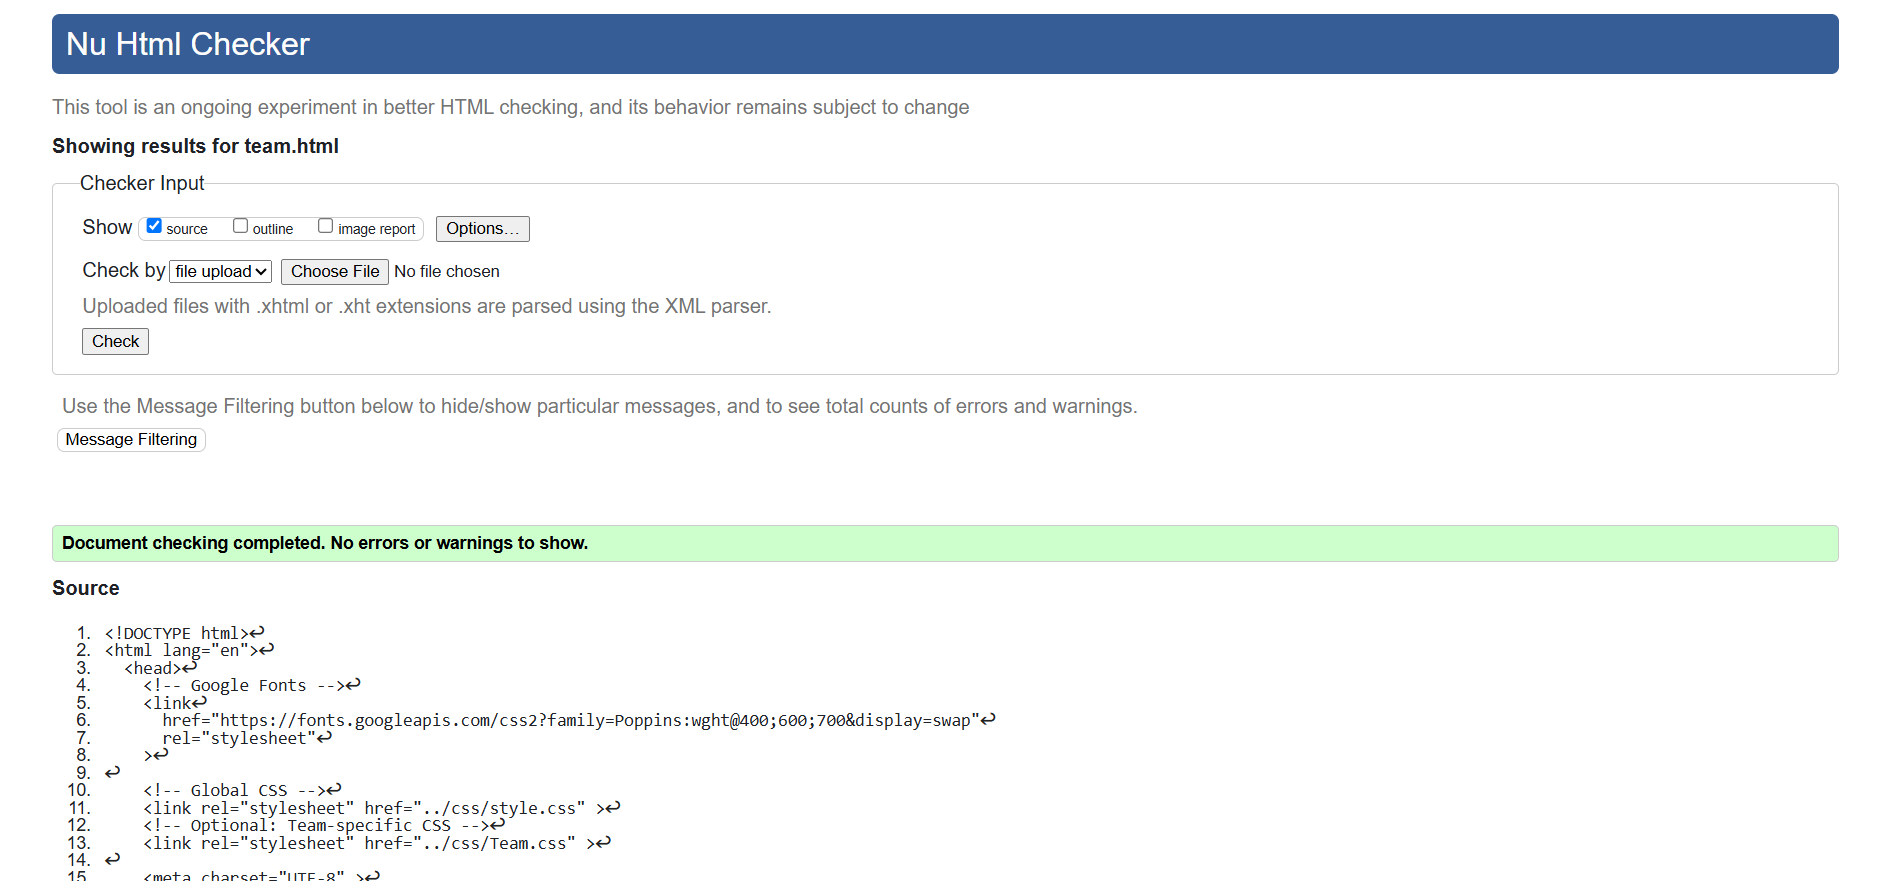 Nu Html Checker
This tool is an ongoing experiment in better HTML checking, and its behavior remains subject to change
Showing results for team.html
Checker Input
Show source outline image report Options...
Check by file upload Choose File No file chosen
Uploaded files with .xhtml or .xht extensions are parsed using the XML parser.
Check
Use the Message Filtering button below to hide/show particular messages, and to see total counts of errors and warnings.
Message Filtering
Document checking completed. No errors or warnings to show.
Source
1. <!DOCTYPE html>↩
2. <html lang="en">↩
3. <head>↩
4. <!-- Google Fonts -->↩
5. <link↩
6. href="https://fonts.googleapis.com/css2?family=Poppins:wght@400;600;700&display=swap"↩
7. rel="stylesheet"↩
8. >↩
9. ↩
10. <!-- Global CSS -->↩
11. <link rel="stylesheet" href="../css/style.css" >↩
12. <!-- Optional: Team-specific CSS -->↩
13. <link rel="stylesheet" href="../css/Team.css" >↩
14. ↩
15. <meta charset="UTF-8" >↩